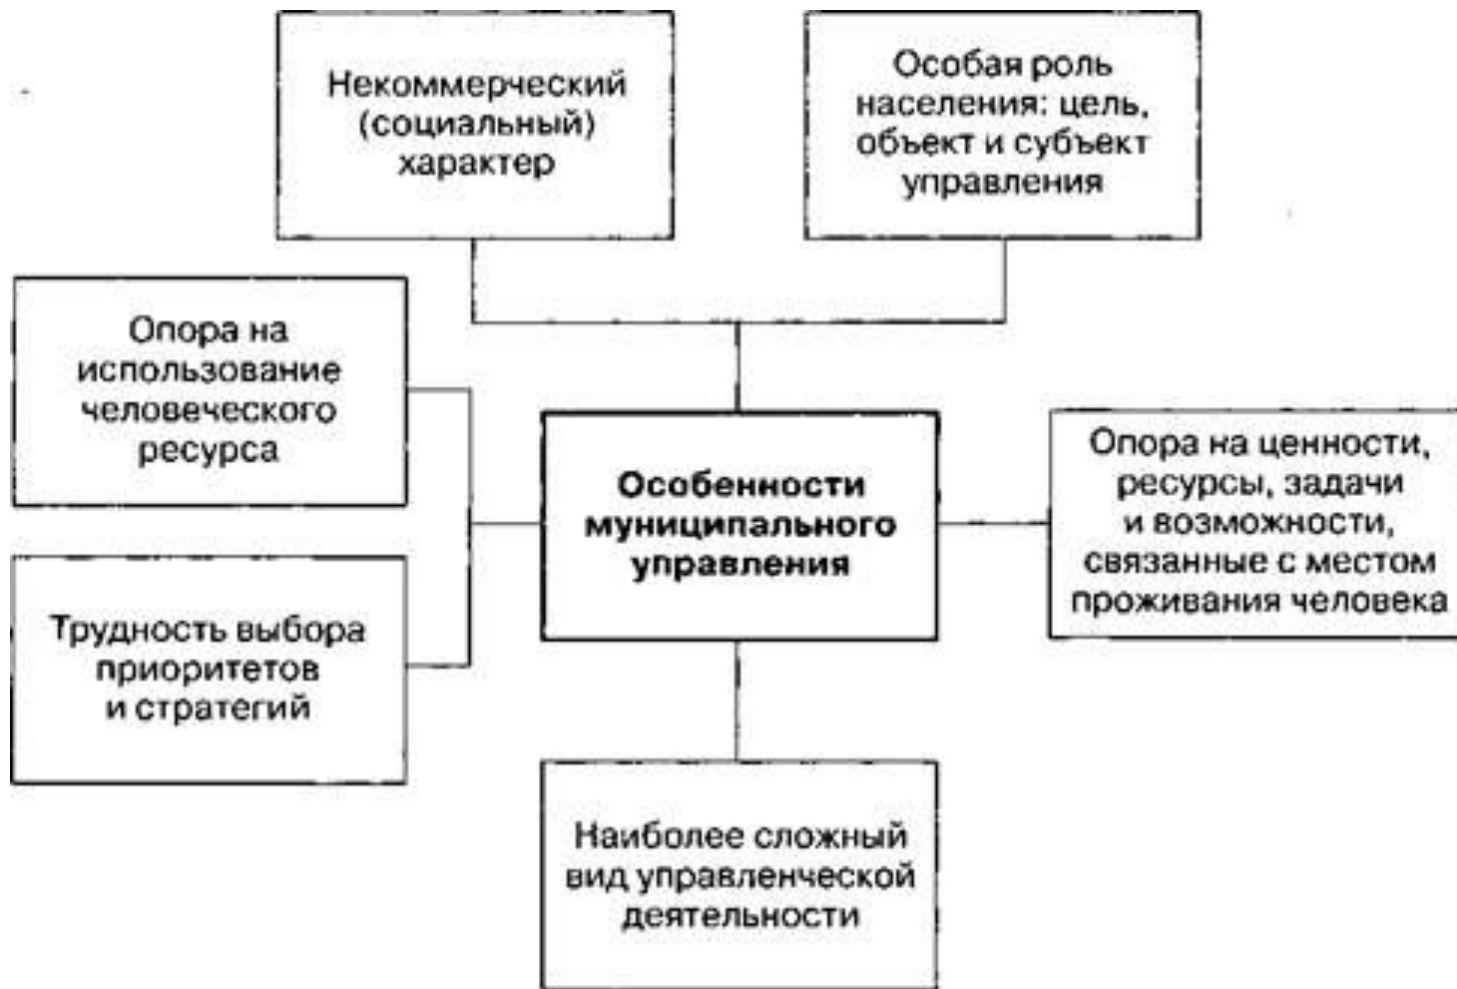 Некоммерческий
(социальный)
характер
Особая роль
населения: цель,
объект и субъект
управления
Опора на
использование
человеческого
ресурса
Особенности
муниципального
управления
Опора на ценности,
ресурсы, задачи
и возможности,
связанные с местом
проживания человека
Трудность выбора
приоритетов
и стратегий
Наиболее сложный
вид управленческой
деятельности